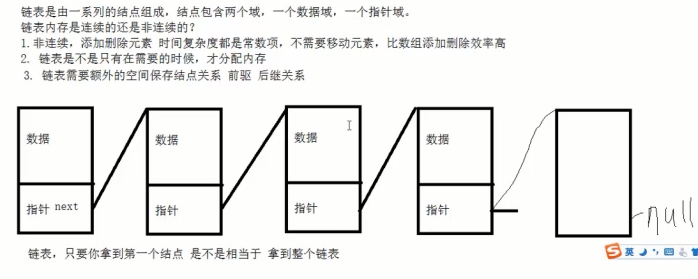 链表是由一系列的结点组成，结点包含两个域，一个数据域，一个指针域。
链表内存是连续的还是非连续的？
1.非连续，添加删除元素 时间复杂度都是常数项，不需要移动元素，比数组添加删除效率高
2. 链表是不是只有在需要的时候，才分配内存
3. 链表需要额外的空间保存结点关系 前驱 后继关系
数据 数据 数据 数据
指针 next 指针 指针 指针
null
英
链表，只要你拿到第一个结点 是不是相当于 拿到整个链表